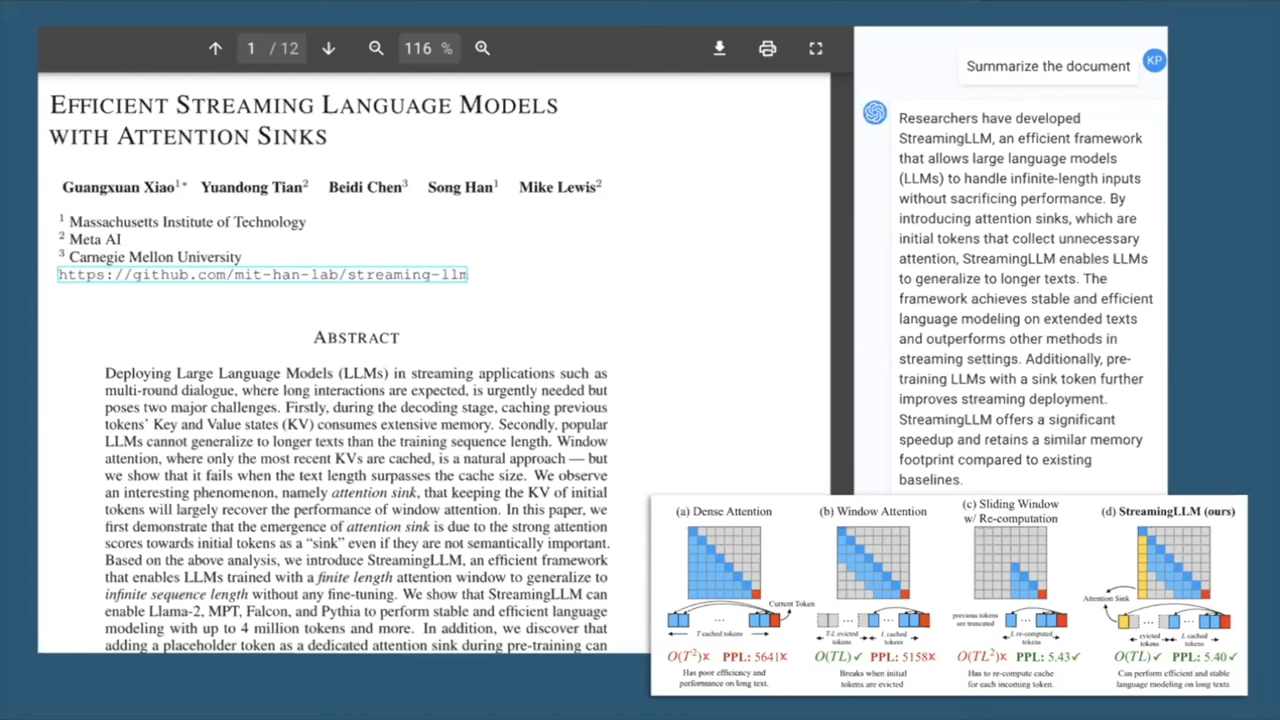 1 / 12
116 %
EFFICIENT STREAMING LANGUAGE MODELS
WITH ATTENTION SINKS
Guangxuan Xiao1* Yuandong Tian2 Beidi Chen3 Song Han1 Mike Lewis2
1 Massachusetts Institute of Technology
2 Meta AI
3 Carnegie Mellon University
https://github.com/mit-han-lab/streaming-llm
ABSTRACT
Deploying Large Language Models (LLMs) in streaming applications such as
multi-round dialogue, where long interactions are expected, is urgently needed but
poses two major challenges. Firstly, during the decoding stage, caching previous
tokens' Key and Value states (KV) consumes extensive memory. Secondly, popular
LLMs cannot generalize to longer texts than the training sequence length. Window
attention, where only the most recent KVs are cached, is a natural approach — but
we show that it fails when the text length surpasses the cache size. We observe
an interesting phenomenon, namely attention sink, that keeping the KV of initial
tokens will largely recover the performance of window attention. In this paper, we
first demonstrate that the emergence of attention sink is due to the strong attention
scores towards initial tokens as a "sink" even if they are not semantically important.
Based on the above analysis, we introduce StreamingLLM, an efficient framework
that enables LLMs trained with a finite length attention window to generalize to
infinite sequence length without any fine-tuning. We show that StreamingLLM can
enable Llama-2, MPT, Falcon, and Pythia to perform stable and efficient language
modeling with up to 4 million tokens and more. In addition, we discover that
adding a placeholder token as a dedicated attention sink during pre-training can
Summarize the document
KP
Researchers have developed
StreamingLLM, an efficient framework
that allows large language models
(LLMs) to handle infinite-length inputs
without sacrificing performance. By
introducing attention sinks, which are
initial tokens that collect unnecessary
attention, StreamingLLM enables LLMs
to generalize to longer texts. The
framework achieves stable and efficient
language modeling on extended texts
and outperforms other methods in
streaming settings. Additionally, pre-
training LLMs with a sink token further
improves streaming deployment.
StreamingLLM offers a significant
speedup and retains a similar memory
footprint compared to existing
baselines.
(a) Dense Attention
Current Token
...
T cached tokens
O(T²)× PPL: 5641×
Has poor efficiency and
performance on long text.
(b) Window Attention
... ...
T-L evicted
tokens
L cached
tokens
O(TL)✓ PPL: 5158×
Breaks when initial
tokens are evicted.
(c) Sliding Window
w/ Re-computation
previous tokens
are truncated
...
L re-computed
tokens
O(TL²)× PPL: 5.43✓
Has to re-compute cache
for each incoming token.
(d) StreamingLLM (ours)
Attention Sink
... ...
evicted
tokens
L cached
tokens
O(TL)✓ PPL: 5.40✓
Can perform efficient and stable
language modeling on long texts